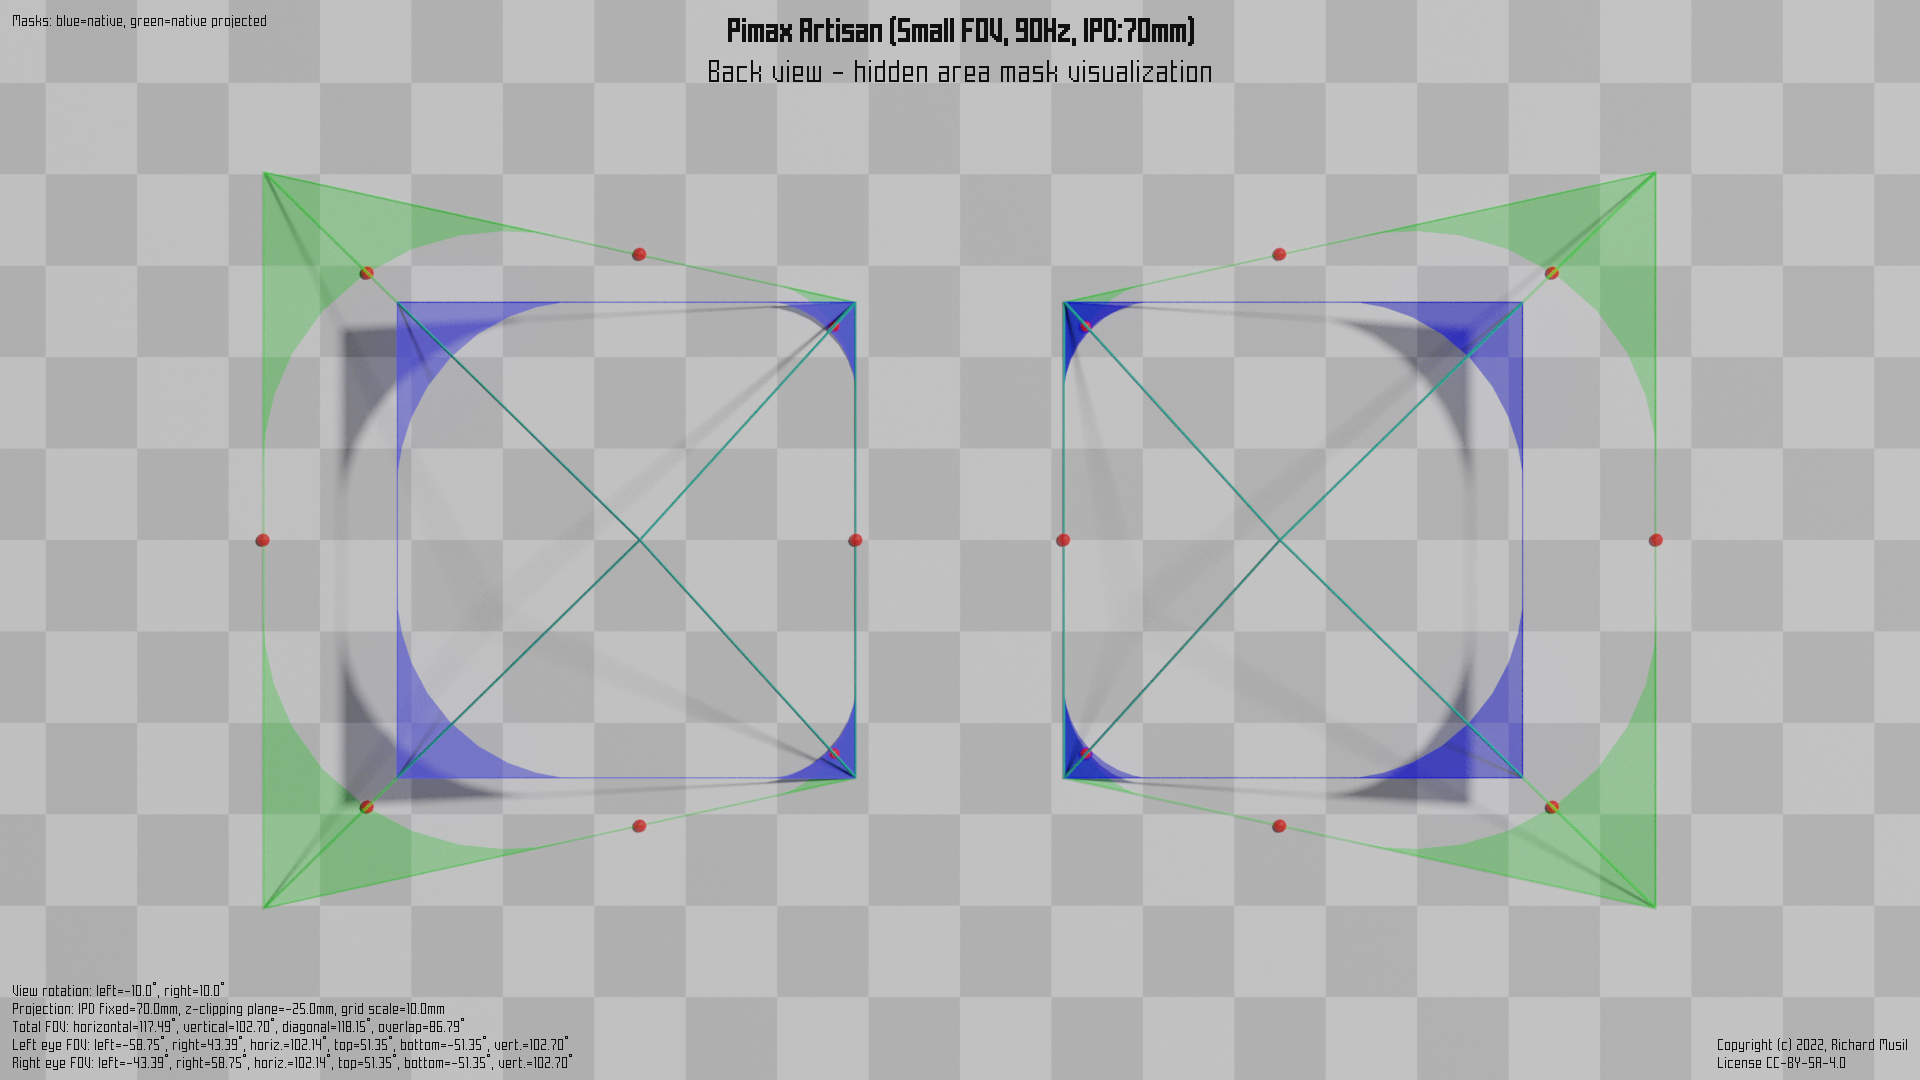 Masks: blue=native, green=native projected
Pimax Artisan (Small FOV, 90Hz, IPD:70mm)
Back view - hidden area mask visualization
View rotation: left=-10.0°, right=10.0°
Projection: IPD fixed=70.0mm, z-clipping plane=-25.0mm, grid scale=10.0mm
Total FOV: horizontal=117.49°, vertical=102.70°, diagonal=118.15°, overlap=86.79°
Left eye FOV: left=-58.75°, right=43.39°, horiz.=102.14°, top=51.35°, bottom=-51.35°, vert.=102.70°
Right eye FOV: left=-43.39°, right=58.75°, horiz.=102.14°, top=51.35°, bottom=-51.35°, vert.=102.70°
Copyright (c) 2022, Richard Musil
License CC-BY-SA-4.0